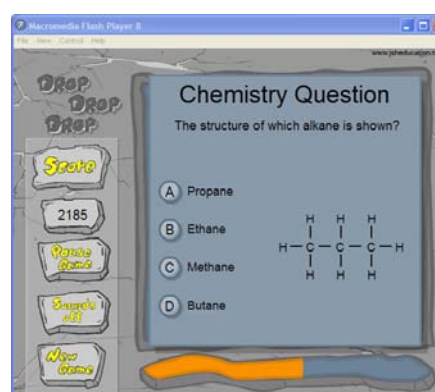 Macromedia Flash Player 8
File View Control Help
DROP
DROP
DROP
Score
2185
Pause
Game
Sounds
off
New
Game
Chemistry Question
The structure of which alkane is shown?
A Propane
B Ethane
C Methane
D Butane
H H H
H-C-C-C-H
H H H